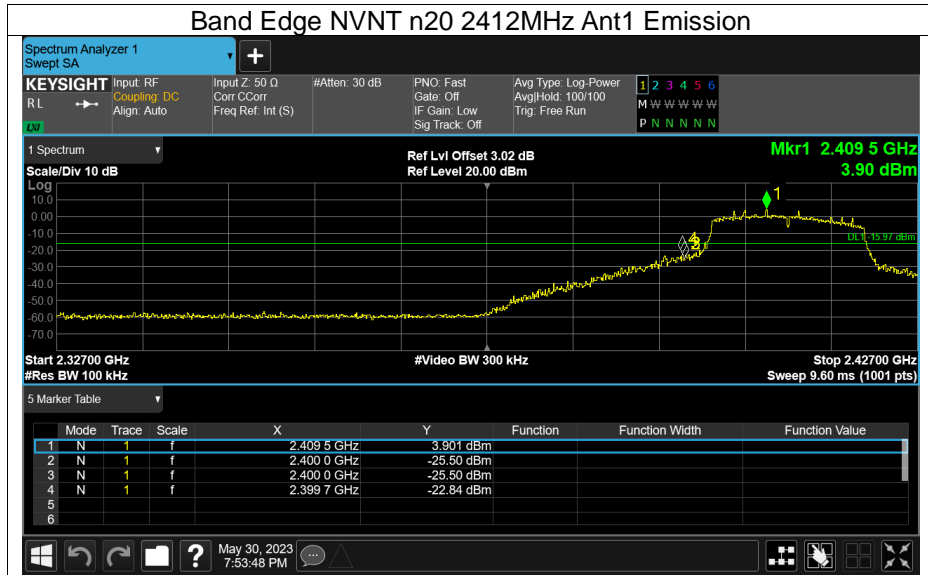 Band Edge NVNT n20 2412MHz Ant1 Emission
Spectrum Analyzer 1
Swept SA
+
KEYSIGHT Input: RF Input Z: 50 Ω #Atten: 30 dB PNO: Fast Avg Type: Log-Power 1 2 3 4 5 6
RL Coupling: DC Corr CCorr Gate: Off Avg|Hold: 100/100 M W W W W W W
Align: Auto Freq Ref: Int (S) IF Gain: Low Trig: Free Run
LXI Sig Track: Off P N N N N N N
1 Spectrum Ref Lvl Offset 3.02 dB Mkr1 2.409 5 GHz
Scale/Div 10 dB Ref Level 20.00 dBm 3.90 dBm
Log
1
10.0
0.00
DL1 -15.97 dBm
-10.0
4
-20.0
-30.0
-40.0
-50.0
-60.0
-70.0
Start 2.32700 GHz #Video BW 300 kHz Stop 2.42700 GHz
#Res BW 100 kHz Sweep 9.60 ms (1001 pts)
5 Marker Table
Mode Trace Scale X Y Function Function Width Function Value
1 N 1 f 2.409 5 GHz 3.901 dBm
2 N 1 f 2.400 0 GHz -25.50 dBm
3 N 1 f 2.400 0 GHz -25.50 dBm
4 N 1 f 2.399 7 GHz -22.84 dBm
5
6
? May 30, 2023
7:53:48 PM